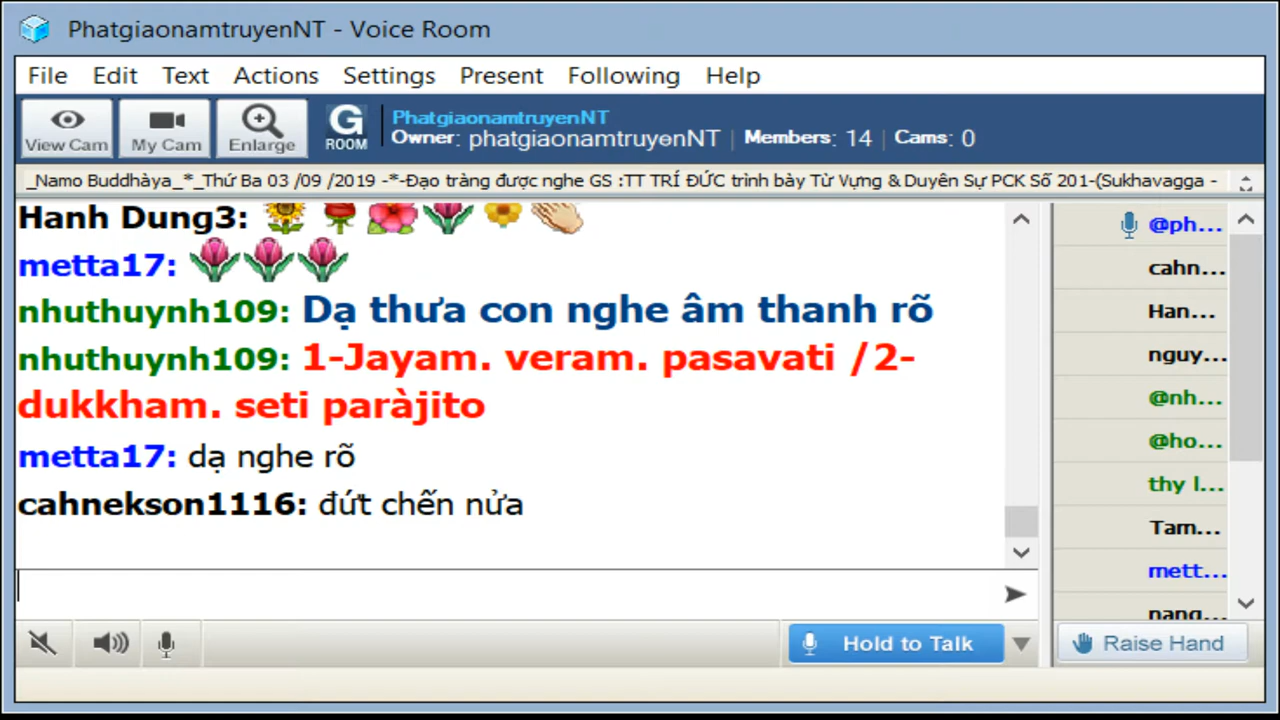 PhatgiaonamtruyenNT - Voice Room
File Edit Text Actions Settings Present Following Help
View Cam My Cam Enlarge G ROOM
PhatgiaonamtruyenNT
Owner: phatgiaonamtruyenNT | Members: 14 | Cams: 0
_Namo Buddhàya_*_Thứ Ba 03 /09 /2019 -*-Đạo tràng được nghe GS :TT TRÍ ĐỨC trình bày Từ Vựng & Duyên Sự PCK Số 201-(Sukhavagga -
Hanh Dung3:
metta17:
nhuthuynh109: Dạ thưa con nghe âm thanh rõ
nhuthuynh109: 1-Jayam. veram. pasavati /2-
dukkham. seti paràjito
metta17: dạ nghe rõ
cahnekson1116: đứt chến nửa
@ph...
cahn...
Han...
nguy...
@nh...
@ho...
thy l...
Tam...
mett...
nang...
Hold to Talk
Raise Hand